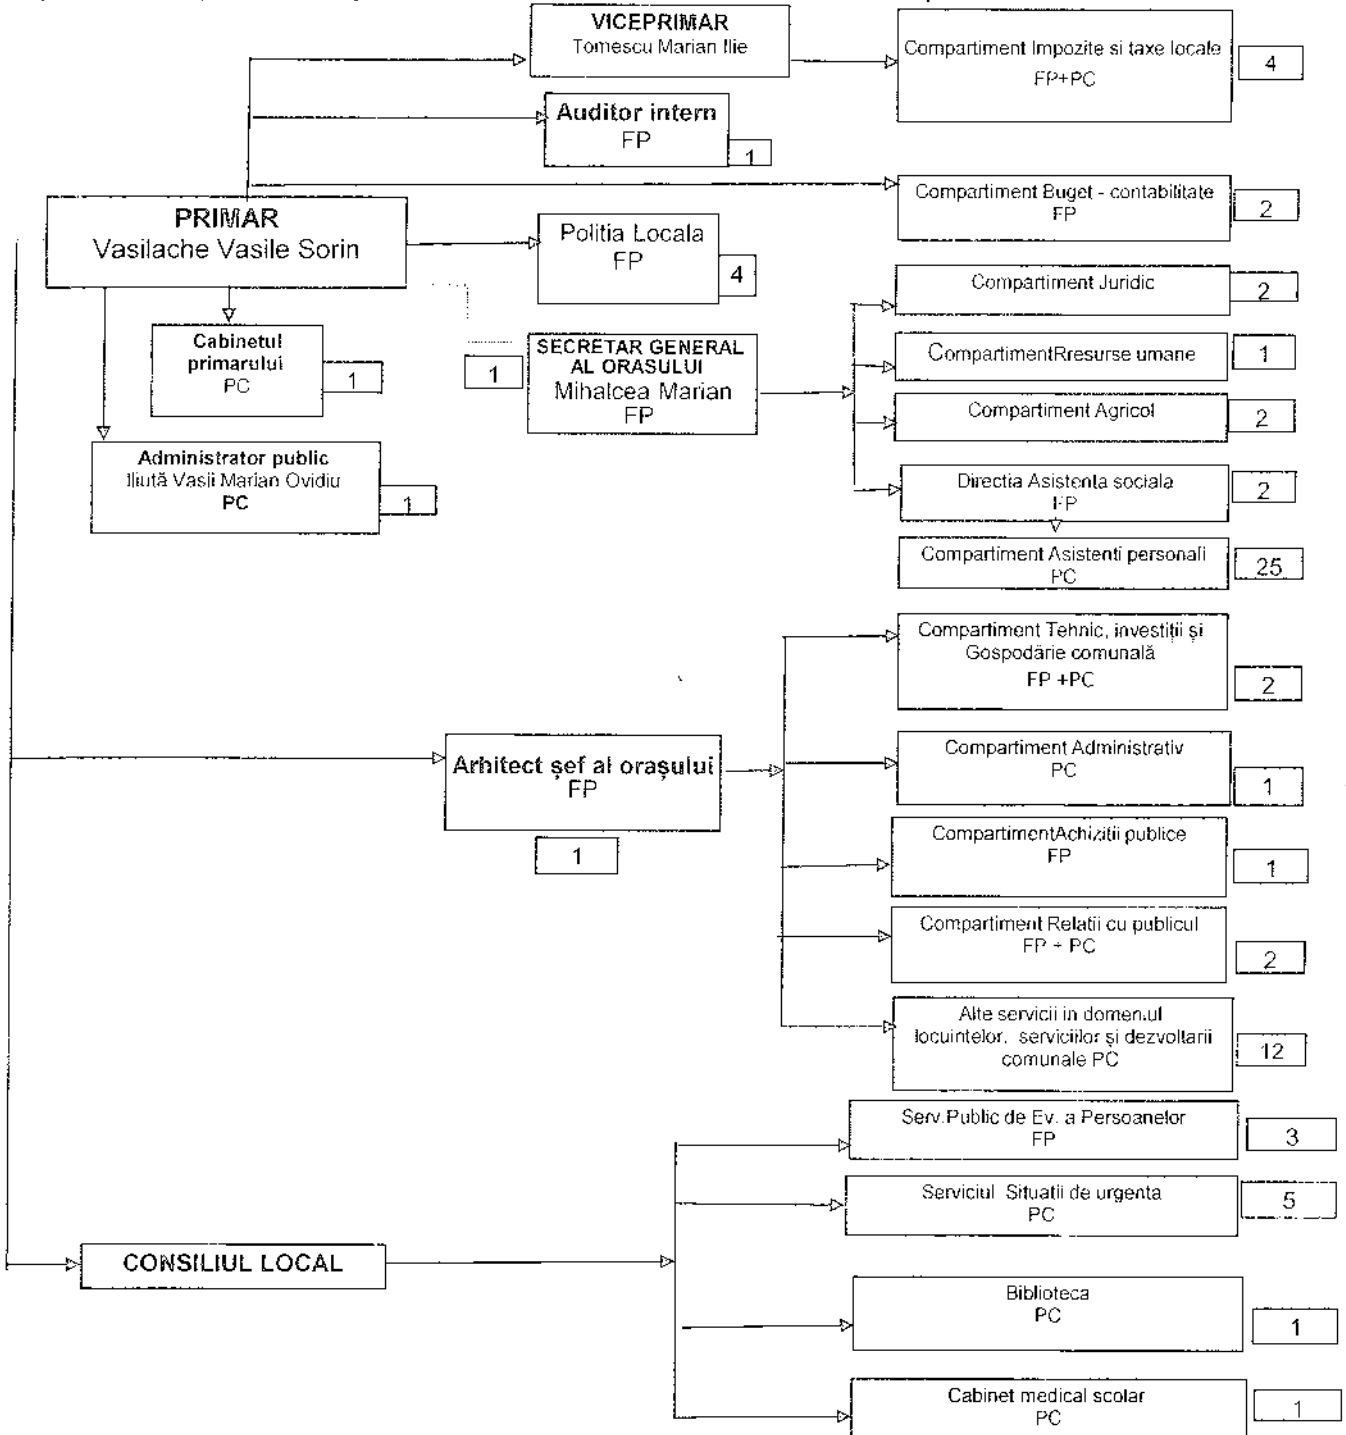 VICEPRIMAR
Tomescu Marian Ilie
Compartiment Impozite si taxe locale
FP+PC
4
Auditor intern
FP
1
Compartiment Buget - contabilitate
FP
2
PRIMAR
Vasilache Vasile Sorin
Politia Locala
FP
4
Compartiment Juridic
2
Cabinetul
primarului
PC
1
1
SECRETAR GENERAL
AL ORASULUI
Mihalcea Marian
FP
CompartimentRresurse umane
1
Compartiment Agricol
2
Administrator public
Iliută Vasii Marian Ovidiu
PC
1
Directia Asistenta sociala
FP
2
Compartiment Asistenti personali
PC
25
Compartiment Tehnic, investiții și
Gospodărie comunală
FP +PC
2
Arhitect șef al orașului
FP
1
Compartiment Administrativ
PC
1
CompartimentAchizitii publice
FP
1
Compartiment Relatii cu publicul
FP + PC
2
Alte servicii in domeniul
locuintelor, serviciilor și dezvoltarii
comunale PC
12
Serv.Public de Ev. a Persoanelor
FP
3
Serviciul Situatii de urgenta
PC
5
CONSILIUL LOCAL
Biblioteca
PC
1
Cabinet medical scolar
PC
1